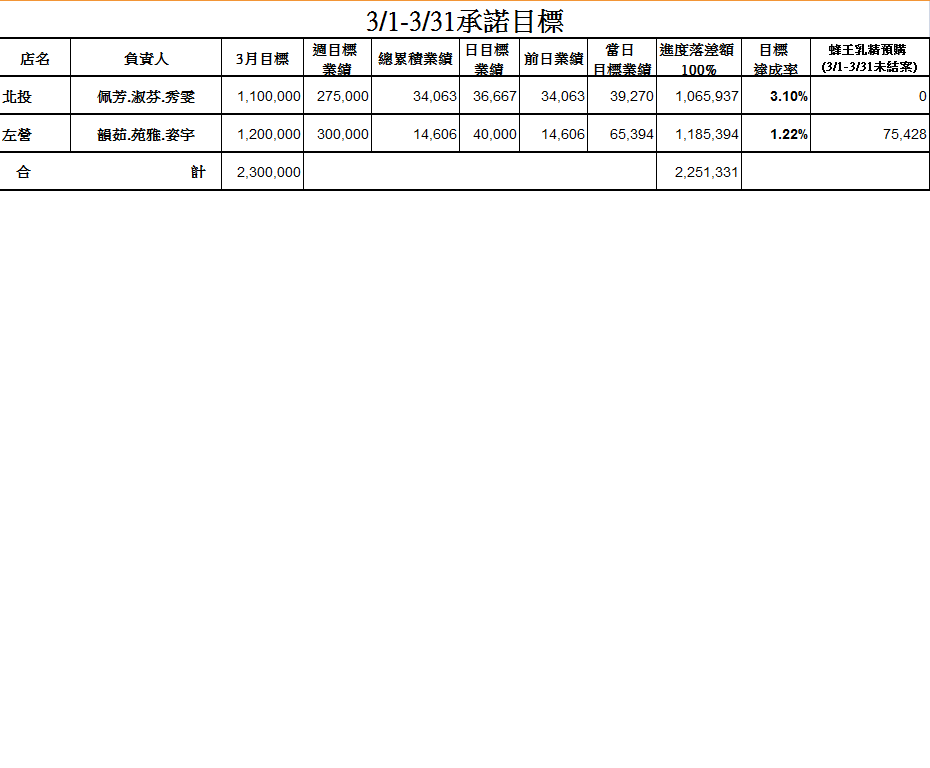 3/1-3/31承諾目標
店名 負責人 3月目標 週目標 業績 總累積業績 日目標 業績 前日業績 當日 目標業績 進度落差額 100% 目標 達成率 蜂王乳精預購 (3/1-3/31未結案)
北投 佩芳.淑芬.秀雯 1,100,000 275,000 34,063 36,667 34,063 39,270 1,065,937 3.10% 0
左營 韻茹.苑雅.姿宇 1,200,000 300,000 14,606 40,000 14,606 65,394 1,185,394 1.22% 75,428
合 計 2,300,000 2,251,331